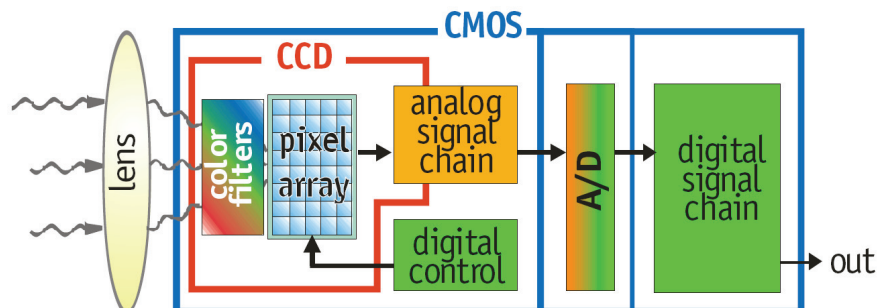 CMOS
CCD
lens
color
filters
pixel
array
analog
signal
chain
digital
control
A/D
digital
signal
chain
out